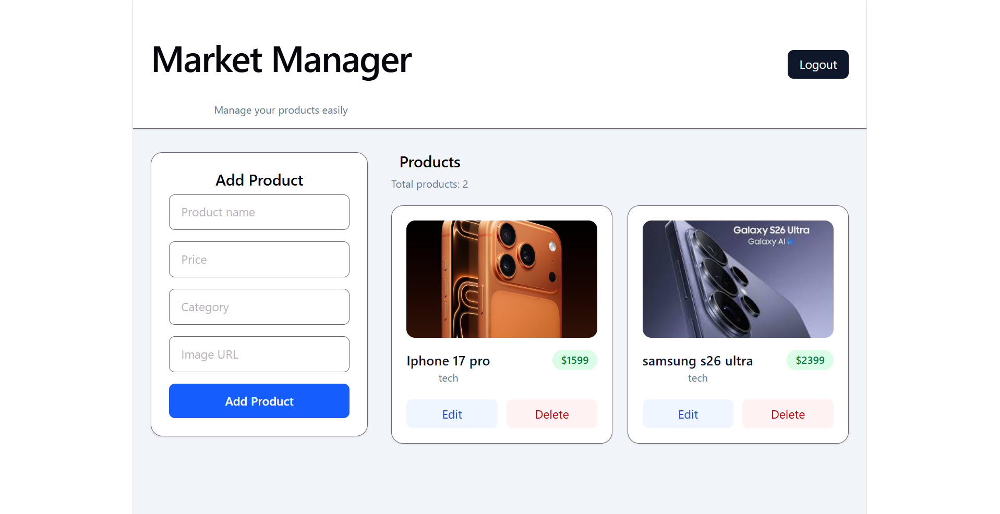 Market Manager
Logout
Manage your products easily
Add Product
Product name
Price
Category
Image URL
Add Product
Products
Total products: 2
Iphone 17 pro
$1599
tech
Edit
Delete
Galaxy S26 Ultra
Galaxy AI
samsung s26 ultra
$2399
tech
Edit
Delete